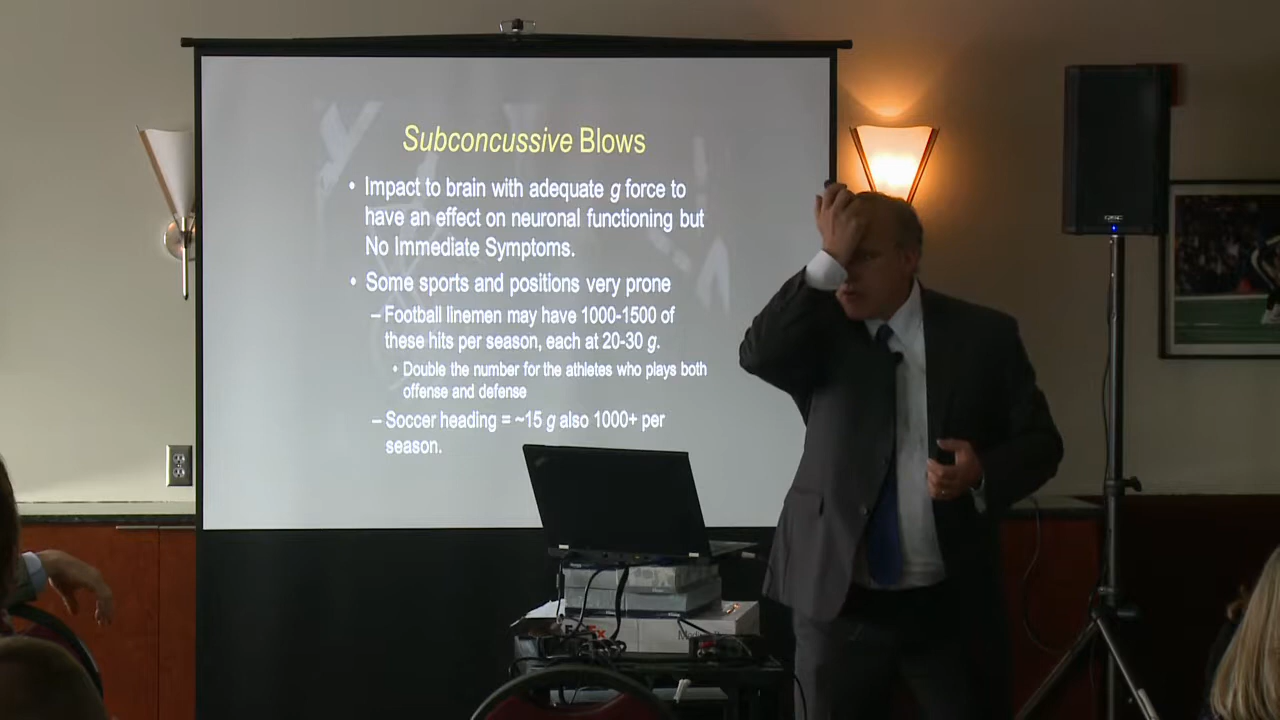 Subconcussive Blows
• Impact to brain with adequate g force to
have an effect on neuronal functioning but
No Immediate Symptoms.
• Some sports and positions very prone
– Football linemen may have 1000-1500 of
these hits per season, each at 20-30 g.
• Double the number for the athletes who plays both
offense and defense
– Soccer heading = ~15 g also 1000+ per
season.
QSC